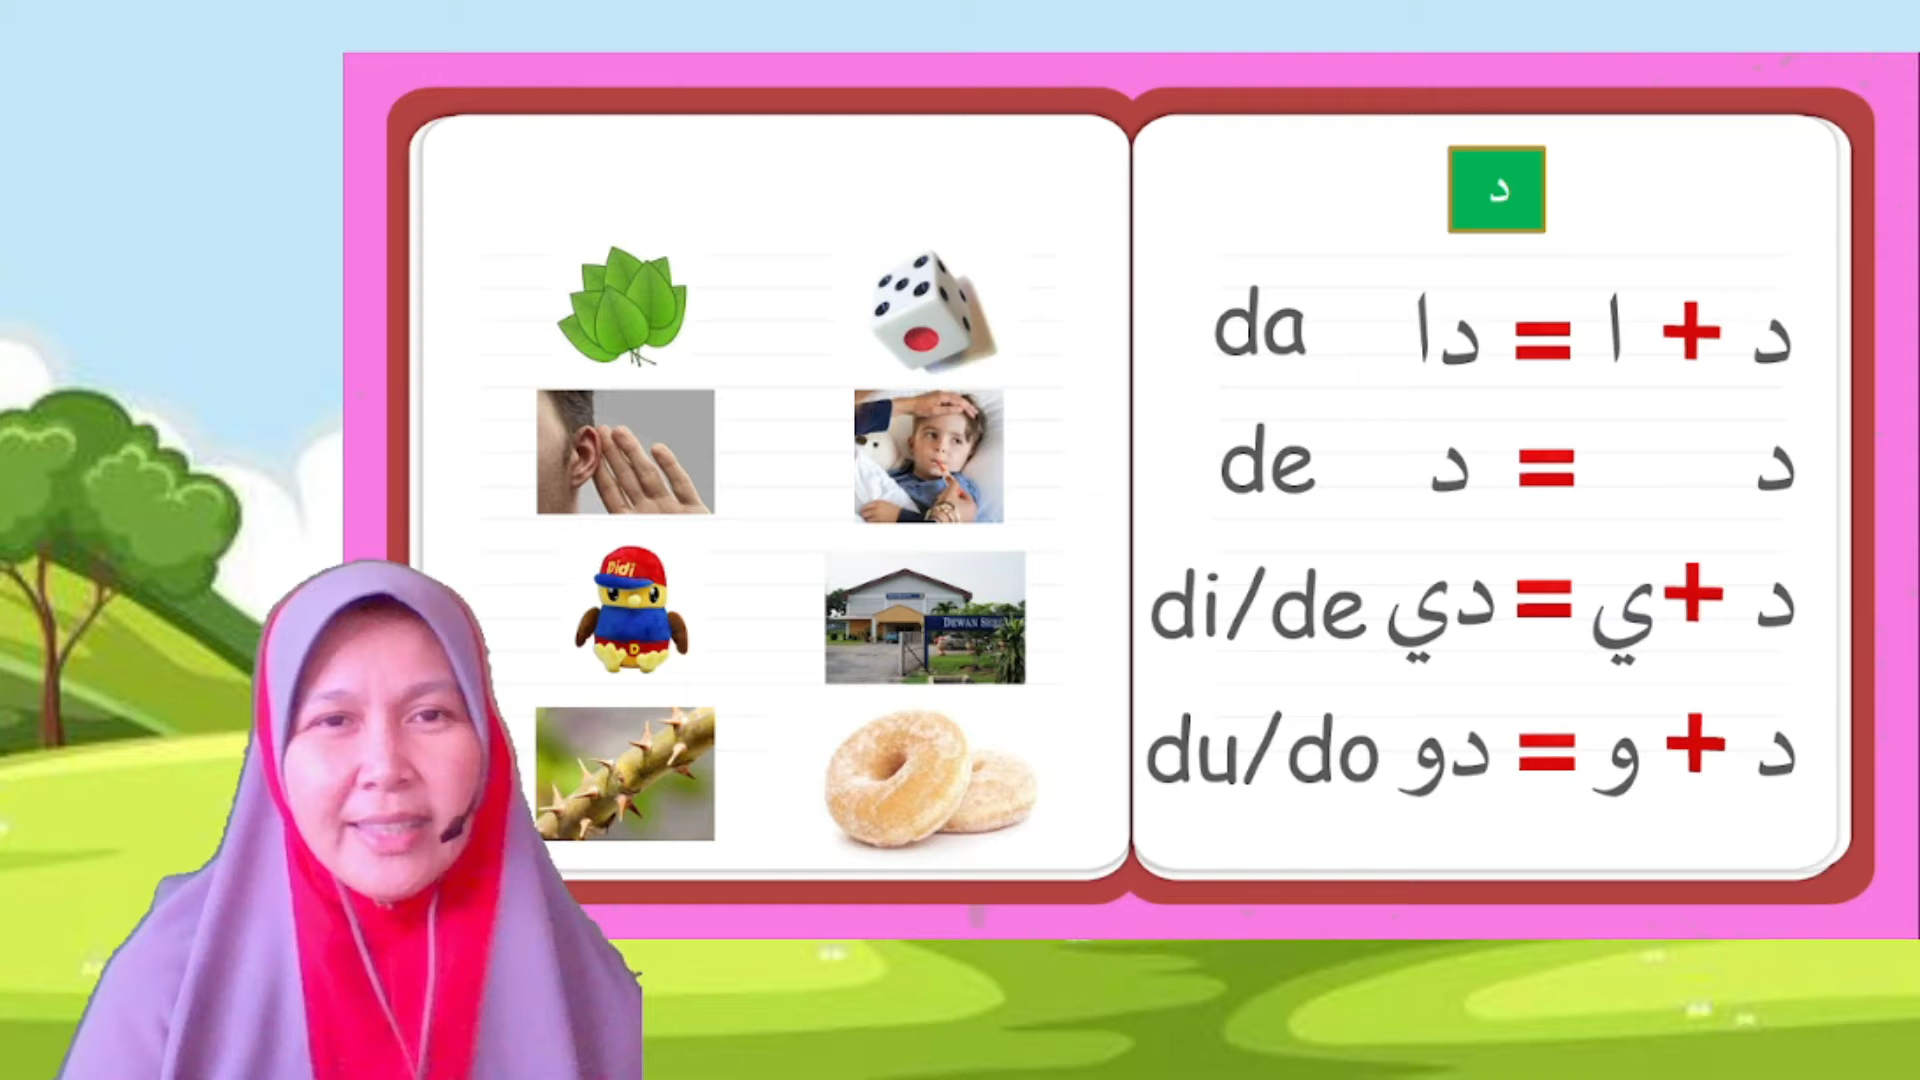 Didi
D
DEWAN
د
da دا = ا + د
de د = د
di/de دي = ي + د
du/do دو = و + د